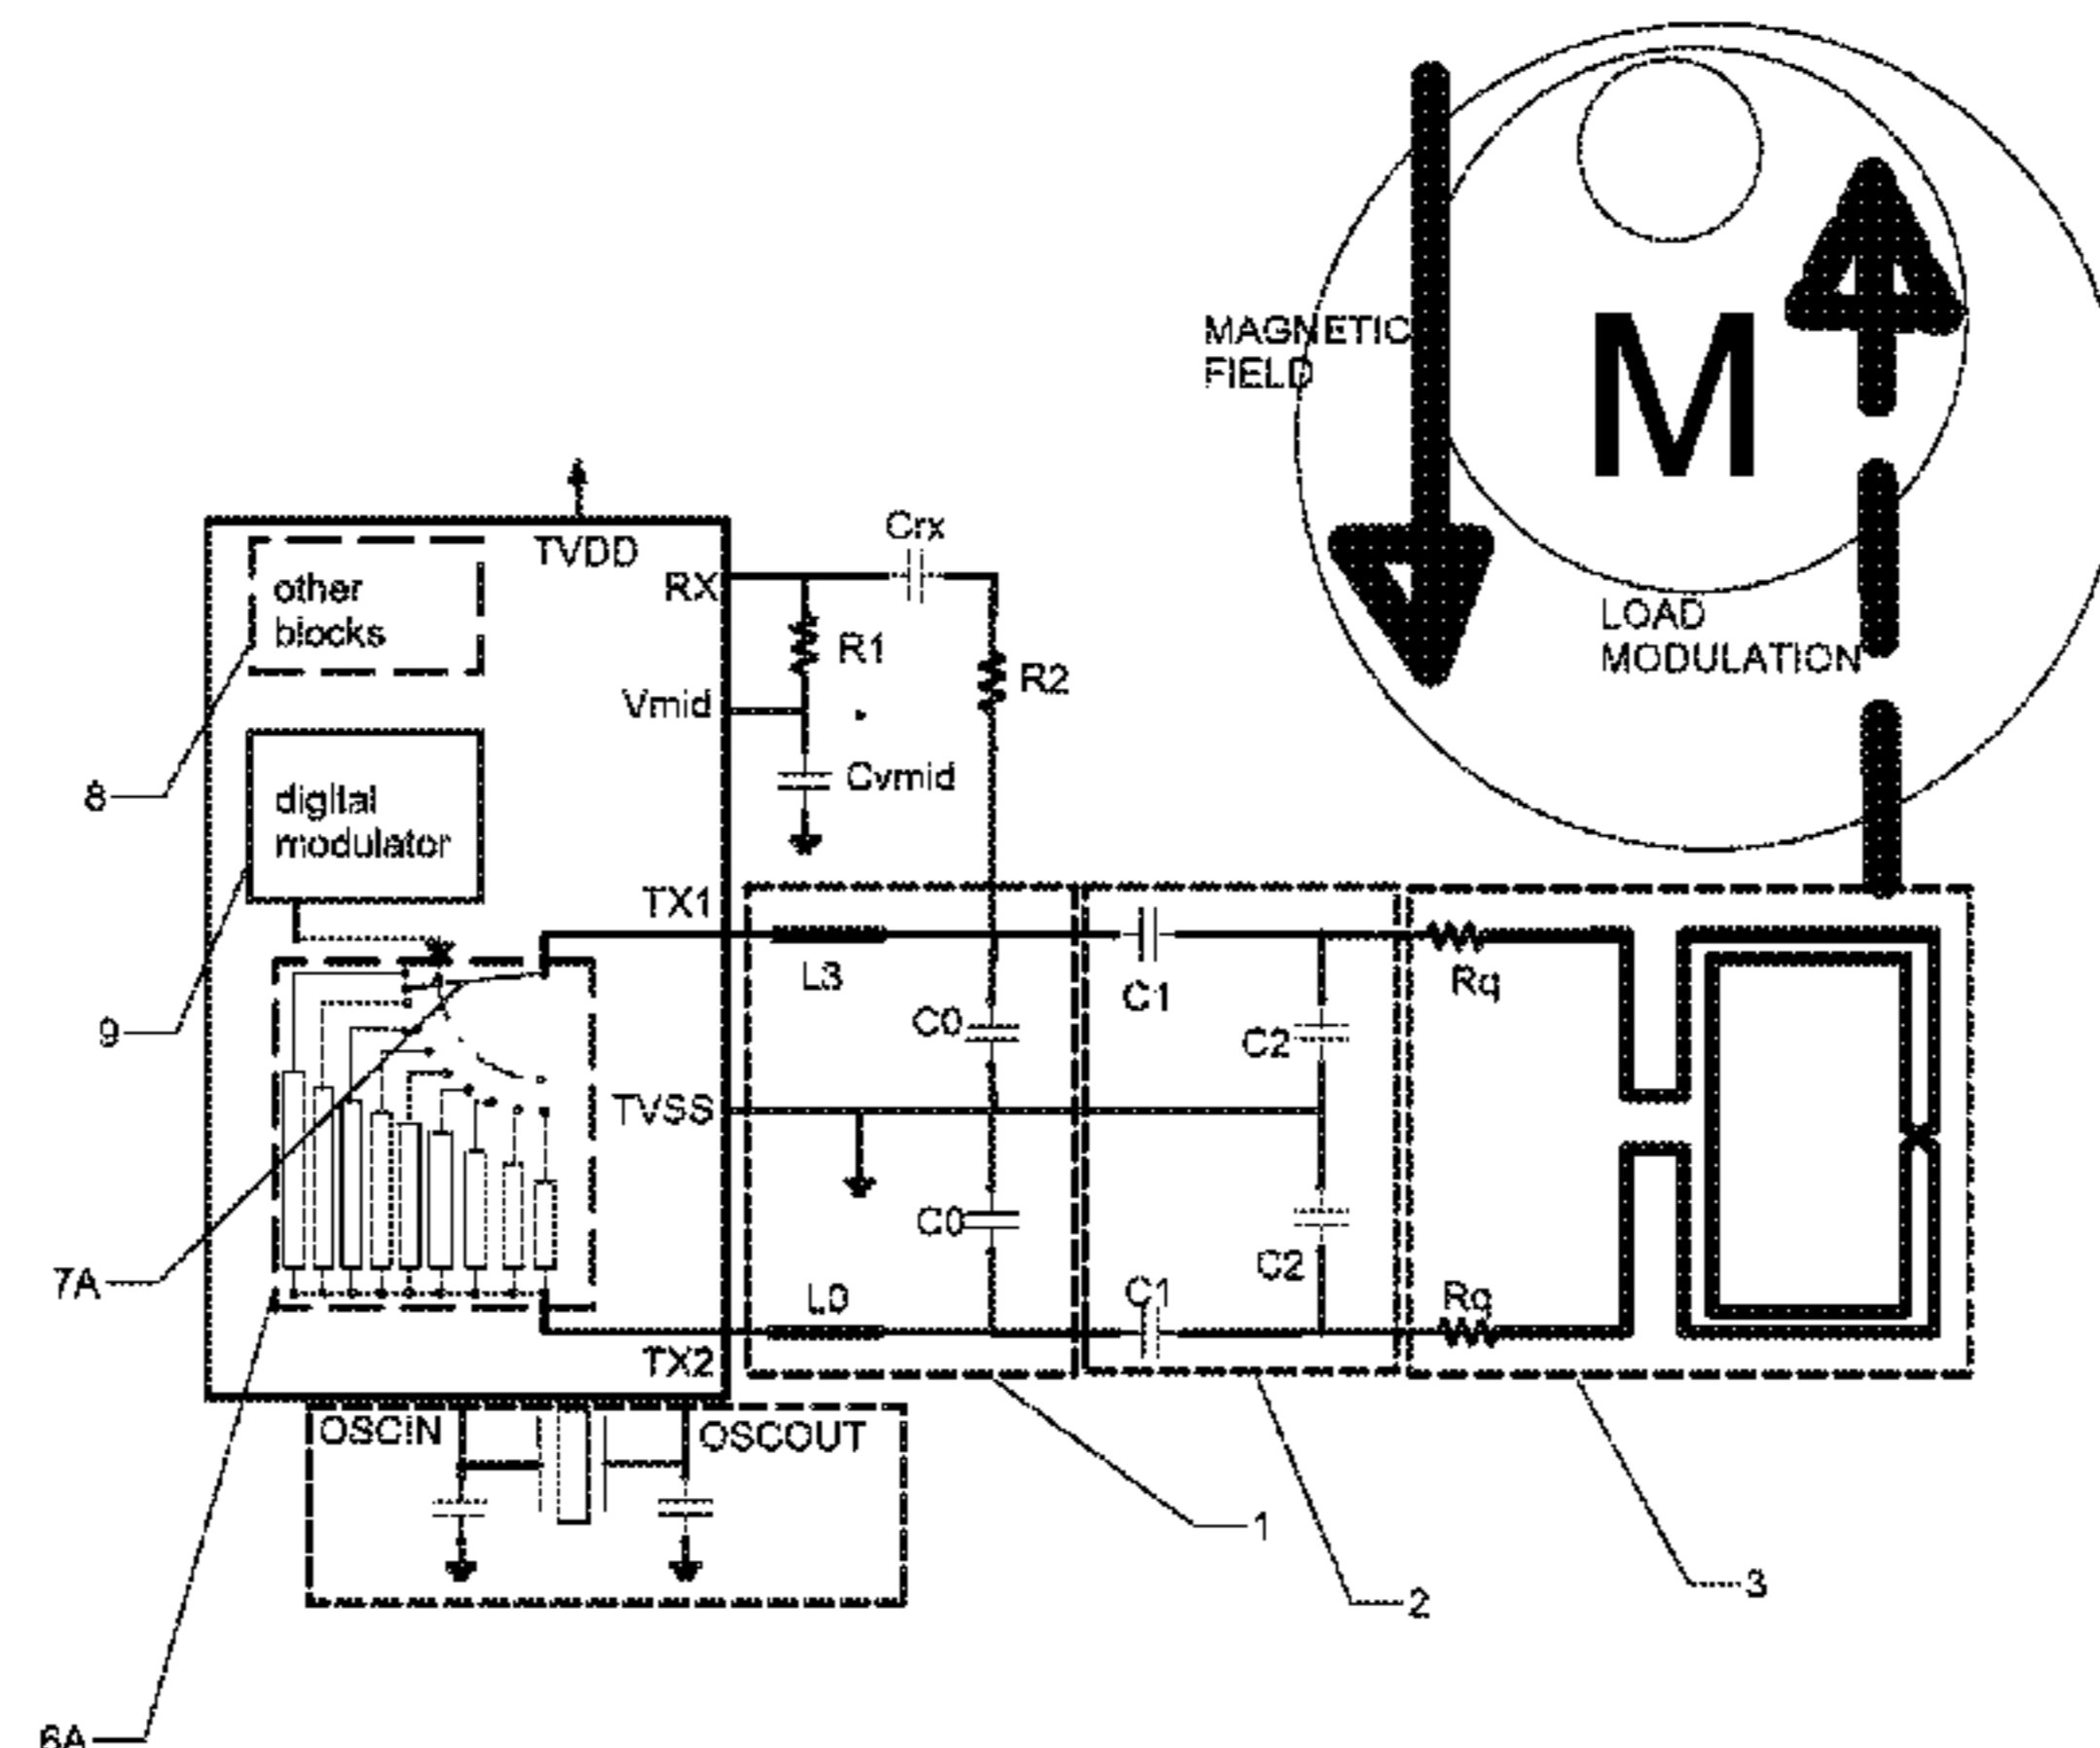 MAGNETIC
FIELD
M
LOAD
MODULATION
TVDD
other
blocks
RX
Crx
R1
R2
Vmid
Cvmid
8
digital
modulator
TX1
L3
C1
Rq
9
C0
C2
TVSS
7A
C0
C2
L0
C1
Rq
TX2
OSCIN
OSCOUT
1
2
3
6A